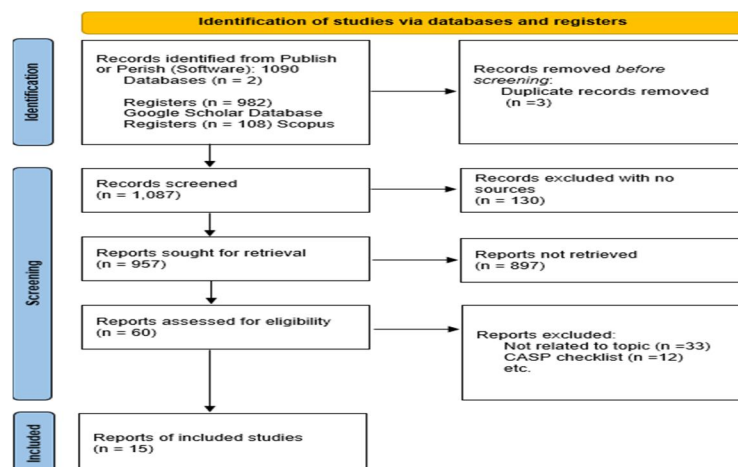 Identification of studies via databases and registers
Identification
Records identified from Publish
or Perish (Software): 1090
Databases (n = 2)
Registers (n = 982)
Google Scholar Database
Registers (n = 108) Scopus
Records removed before
screening:
Duplicate records removed
(n =3)
Screening
Records screened
(n = 1,087)
Records excluded with no
sources
(n = 130)
Reports sought for retrieval
(n = 957)
Reports not retrieved
(n = 897)
Reports assessed for eligibility
(n = 60)
Reports excluded:
Not related to topic (n =33)
CASP checklist (n =12)
etc.
Included
Reports of included studies
(n = 15)